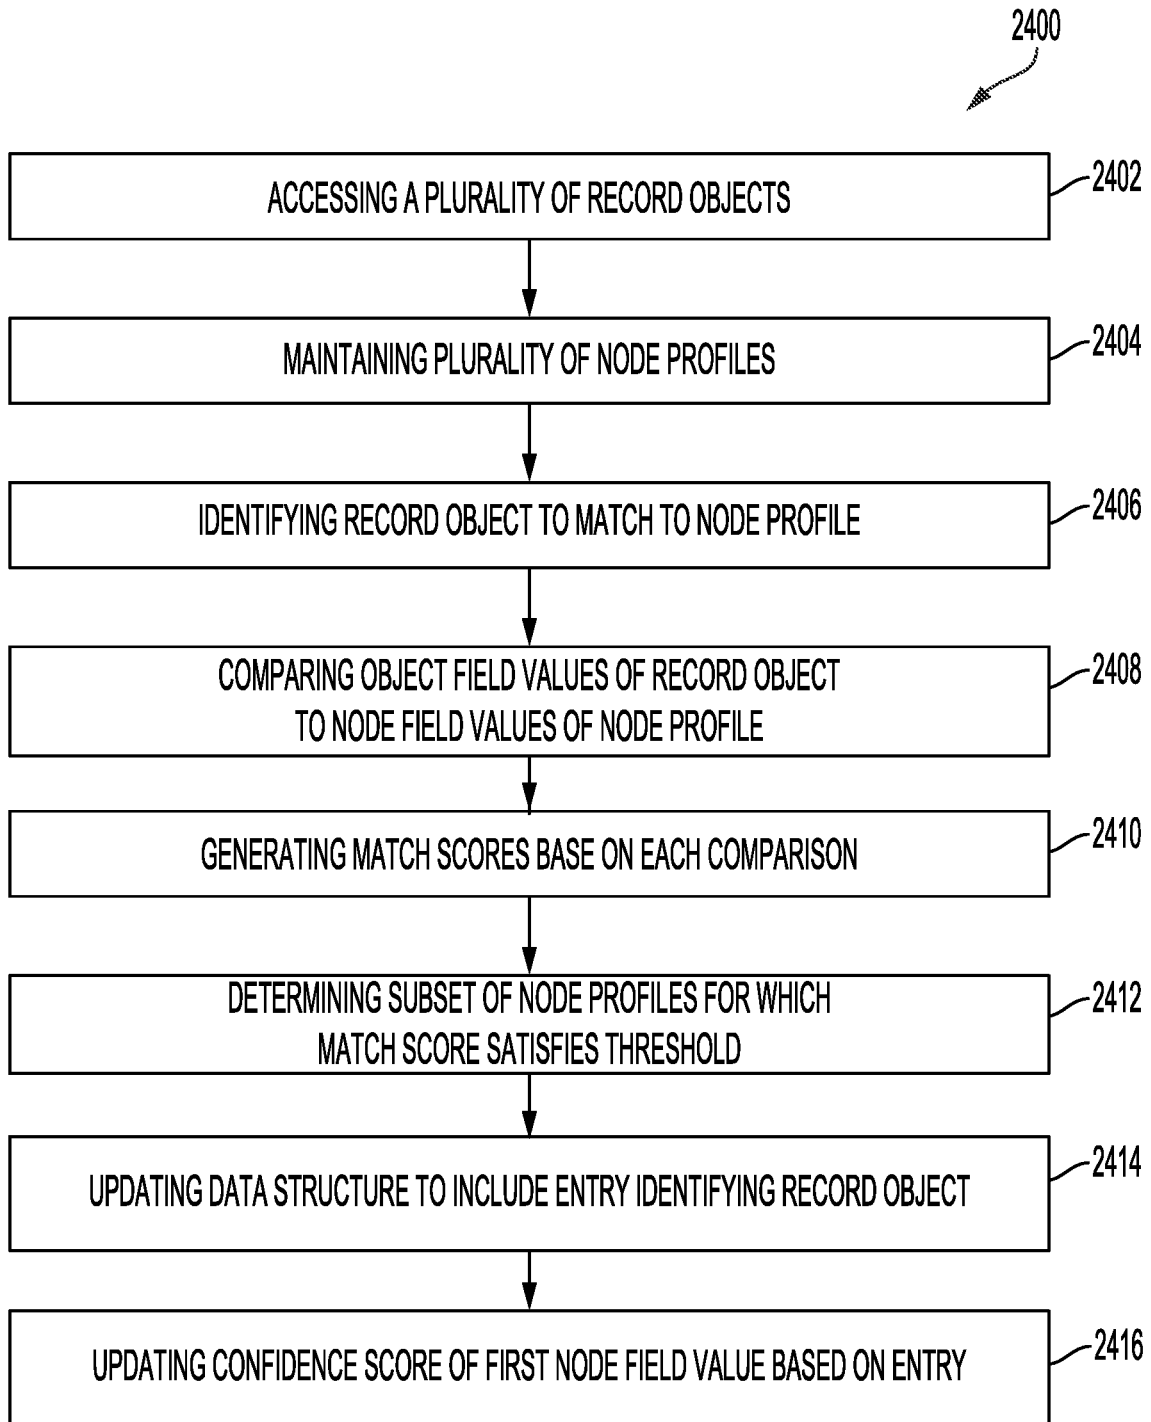 2400
ACCESSING A PLURALITY OF RECORD OBJECTS
2402
MAINTAINING PLURALITY OF NODE PROFILES
2404
IDENTIFYING RECORD OBJECT TO MATCH TO NODE PROFILE
2406
COMPARING OBJECT FIELD VALUES OF RECORD OBJECT
TO NODE FIELD VALUES OF NODE PROFILE
2408
GENERATING MATCH SCORES BASE ON EACH COMPARISON
2410
DETERMINING SUBSET OF NODE PROFILES FOR WHICH
MATCH SCORE SATISFIES THRESHOLD
2412
UPDATING DATA STRUCTURE TO INCLUDE ENTRY IDENTIFYING RECORD OBJECT
2414
UPDATING CONFIDENCE SCORE OF FIRST NODE FIELD VALUE BASED ON ENTRY
2416